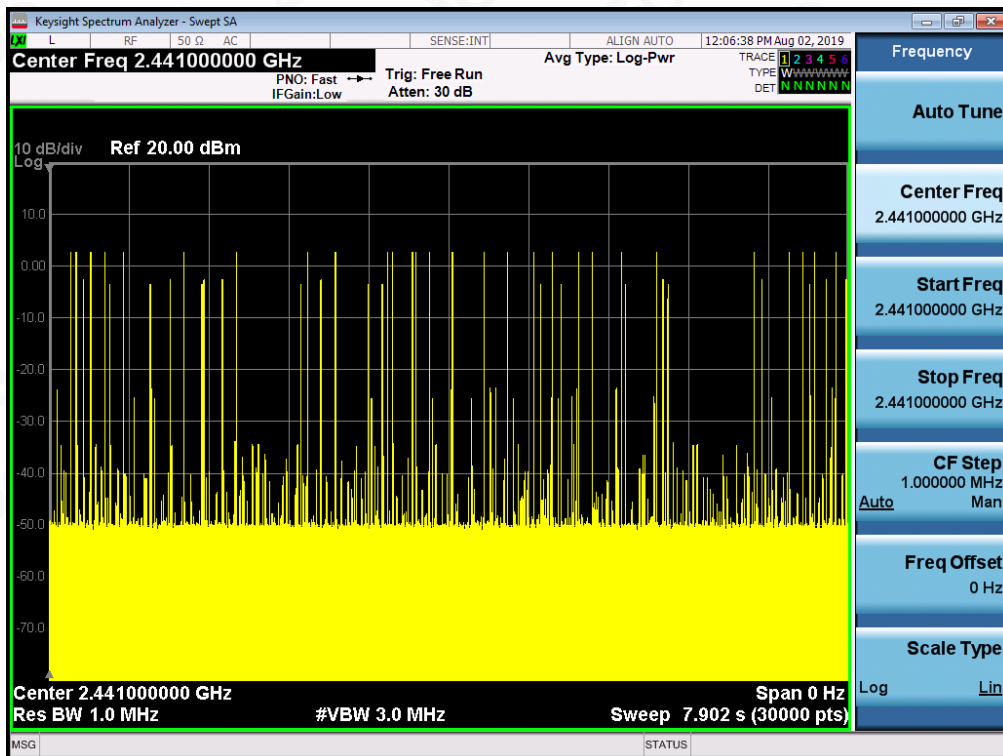 Keysight Spectrum Analyzer - Swept SA
LXI L RF 50 Ω AC SENSE:INT ALIGN AUTO 12:06:38 PM Aug 02, 2019
Center Freq 2.441000000 GHz
PNO: Fast
IFGain:Low
Trig: Free Run
Atten: 30 dB
Avg Type: Log-Pwr
TRACE 1 2 3 4 5 6
TYPE W
DET N N N N N N
10 dB/div
Log
Ref 20.00 dBm
10.0
0.00
-10.0
-20.0
-30.0
-40.0
-50.0
-60.0
-70.0
Center 2.441000000 GHz
Span 0 Hz
Res BW 1.0 MHz
#VBW 3.0 MHz
Sweep 7.902 s (30000 pts)
MSG
STATUS
Frequency
Auto Tune
Center Freq
2.441000000 GHz
Start Freq
2.441000000 GHz
Stop Freq
2.441000000 GHz
CF Step
1.000000 MHz
Auto Man
Freq Offset
0 Hz
Scale Type
Log Lin